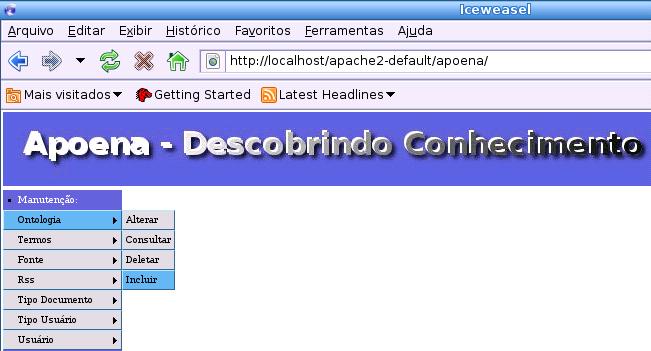 Iceweasel
Arquivo Editar Exibir Histórico Favoritos Ferramentas Ajuda
http://localhost/apache2-default/apoena/
Mais visitados Getting Started Latest Headlines
Apoena - Descobrindo Conhecimento
Manutenção:
Ontologia Alterar
Termos Consultar
Fonte Deletar
Rss Incluir
Tipo Documento
Tipo Usuário
Usuário